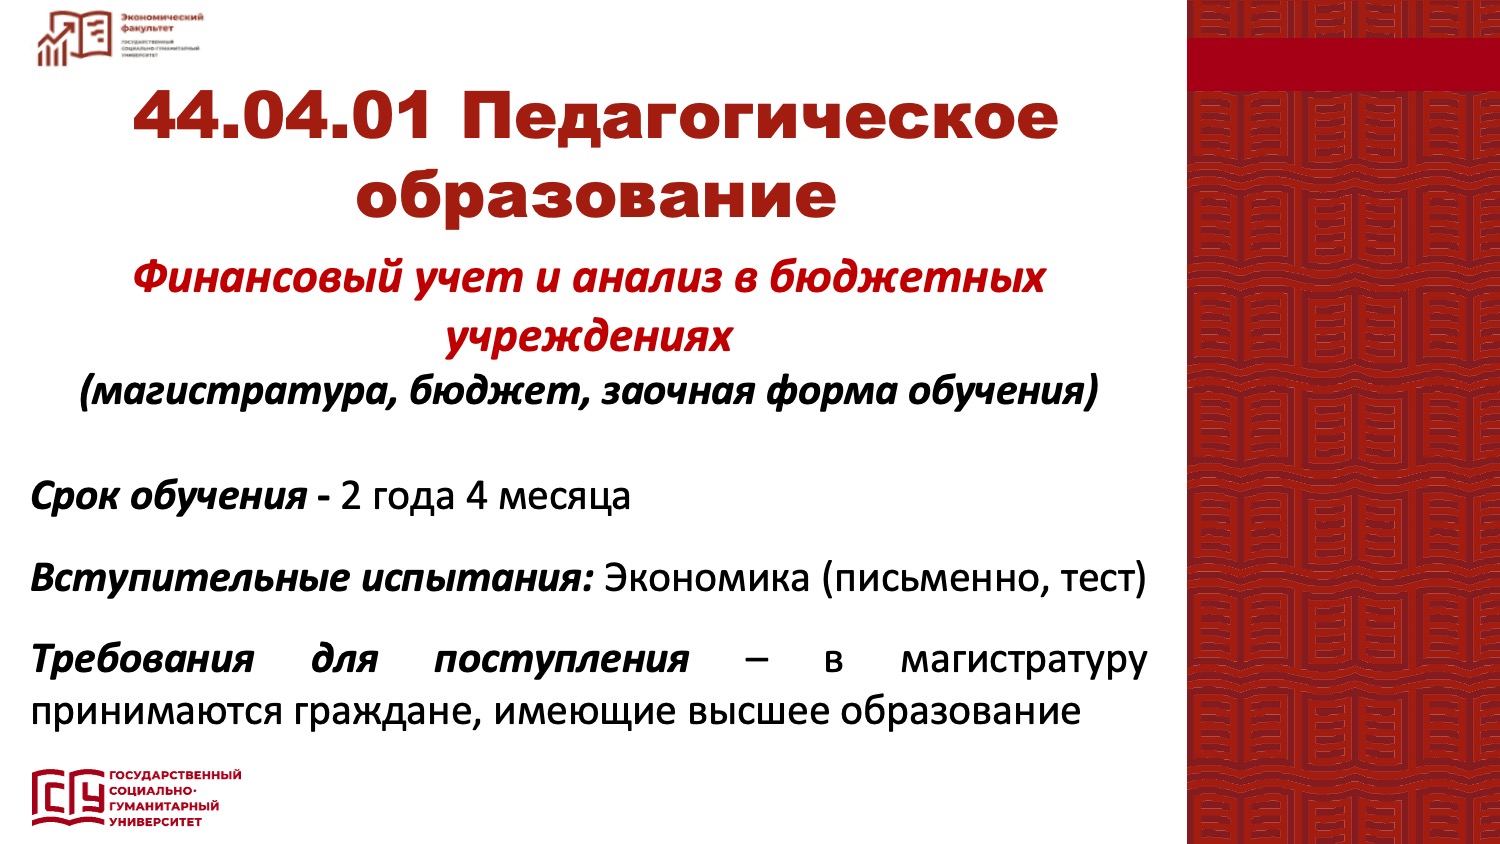 Экономический
факультет
ГОСУДАРСТВЕННЫЙ
СОЦИАЛЬНО-ГУМАНИТАРНЫЙ
УНИВЕРСИТЕТ
44.04.01 Педагогическое
образование
Финансовый учет и анализ в бюджетных
учреждениях
(магистратура, бюджет, заочная форма обучения)
Срок обучения - 2 года 4 месяца
Вступительные испытания: Экономика (письменно, тест)
Требования для поступления – в магистратуру
принимаются граждане, имеющие высшее образование
ГСГУ
ГОСУДАРСТВЕННЫЙ
СОЦИАЛЬНО-
ГУМАНИТАРНЫЙ
УНИВЕРСИТЕТ